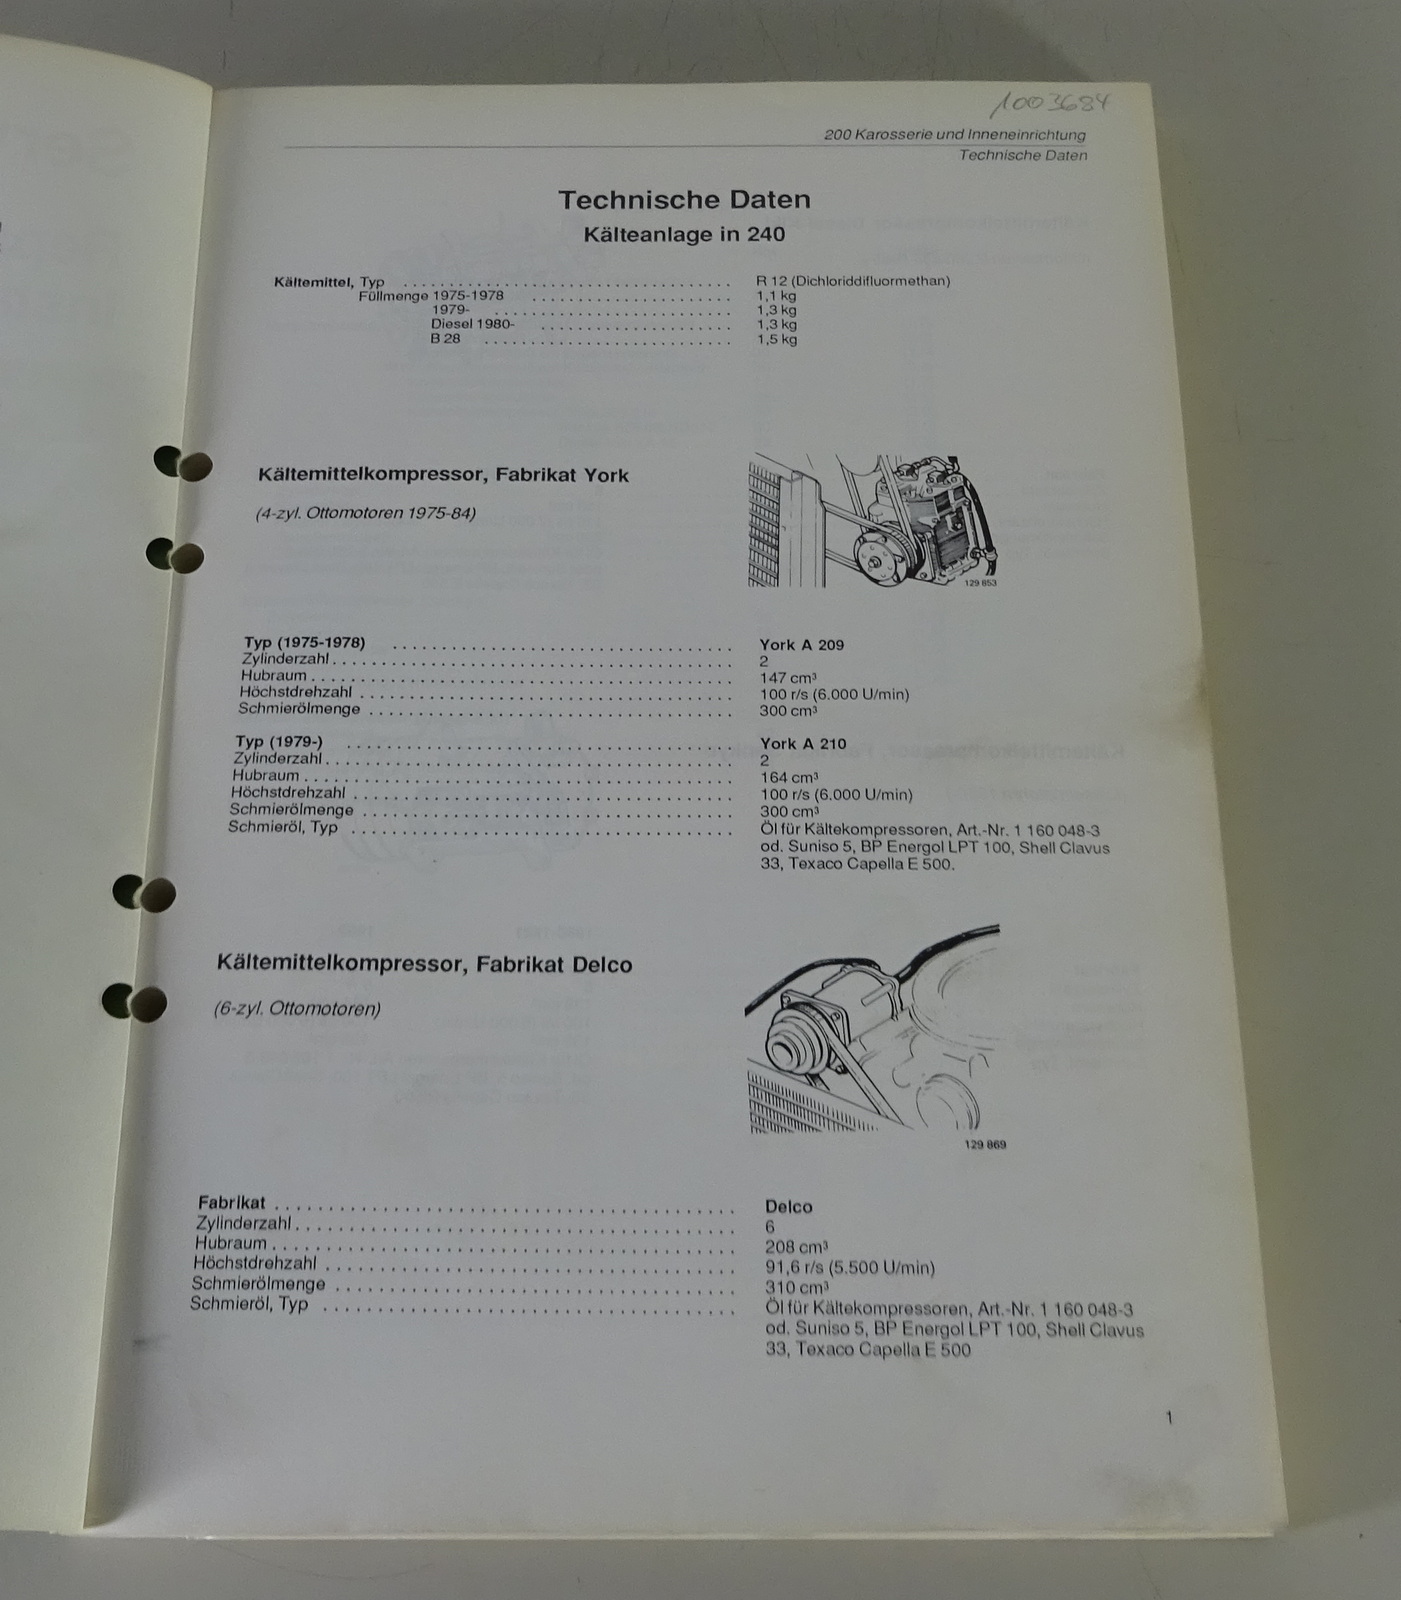 1003684
200 Karosserie und Inneneinrichtung
Technische Daten
Technische Daten
Kälteanlage in 240
Kältemittel, Typ . . . . . . . . . . R 12 (Dichloriddifluormethan)
Füllmenge 1975-1978 . . . . . . . . . . 1,1 kg
1979- . . . . . . . . . . 1,3 kg
Diesel 1980- . . . . . . . . . . 1,3 kg
B 28 . . . . . . . . . . 1,5 kg
Kältemittelkompressor, Fabrikat York
(4-zyl. Ottomotoren 1975-84)
129 853
Typ (1975-1978) . . . . . . . . . . York A 209
Zylinderzahl . . . . . . . . . . 2
Hubraum . . . . . . . . . . 147 cm³
Höchstdrehzahl . . . . . . . . . . 100 r/s (6.000 U/min)
Schmierölmenge . . . . . . . . . . 300 cm³
Typ (1979-) . . . . . . . . . . York A 210
Zylinderzahl . . . . . . . . . . 2
Hubraum . . . . . . . . . . 164 cm³
Höchstdrehzahl . . . . . . . . . . 100 r/s (6.000 U/min)
Schmierölmenge . . . . . . . . . . 300 cm³
Schmieröl, Typ . . . . . . . . . . Öl für Kältekompressoren, Art.-Nr. 1 160 048-3
od. Suniso 5, BP Energol LPT 100, Shell Clavus
33, Texaco Capella E 500.
Kältemittelkompressor, Fabrikat Delco
(6-zyl. Ottomotoren)
129 869
Fabrikat . . . . . . . . . . Delco
Zylinderzahl . . . . . . . . . . 6
Hubraum . . . . . . . . . . 208 cm³
Höchstdrehzahl . . . . . . . . . . 91,6 r/s (5.500 U/min)
Schmierölmenge . . . . . . . . . . 310 cm³
Schmieröl, Typ . . . . . . . . . . Öl für Kältekompressoren, Art.-Nr. 1 160 048-3
od. Suniso 5, BP Energol LPT 100, Shell Clavus
33, Texaco Capella E 500
1